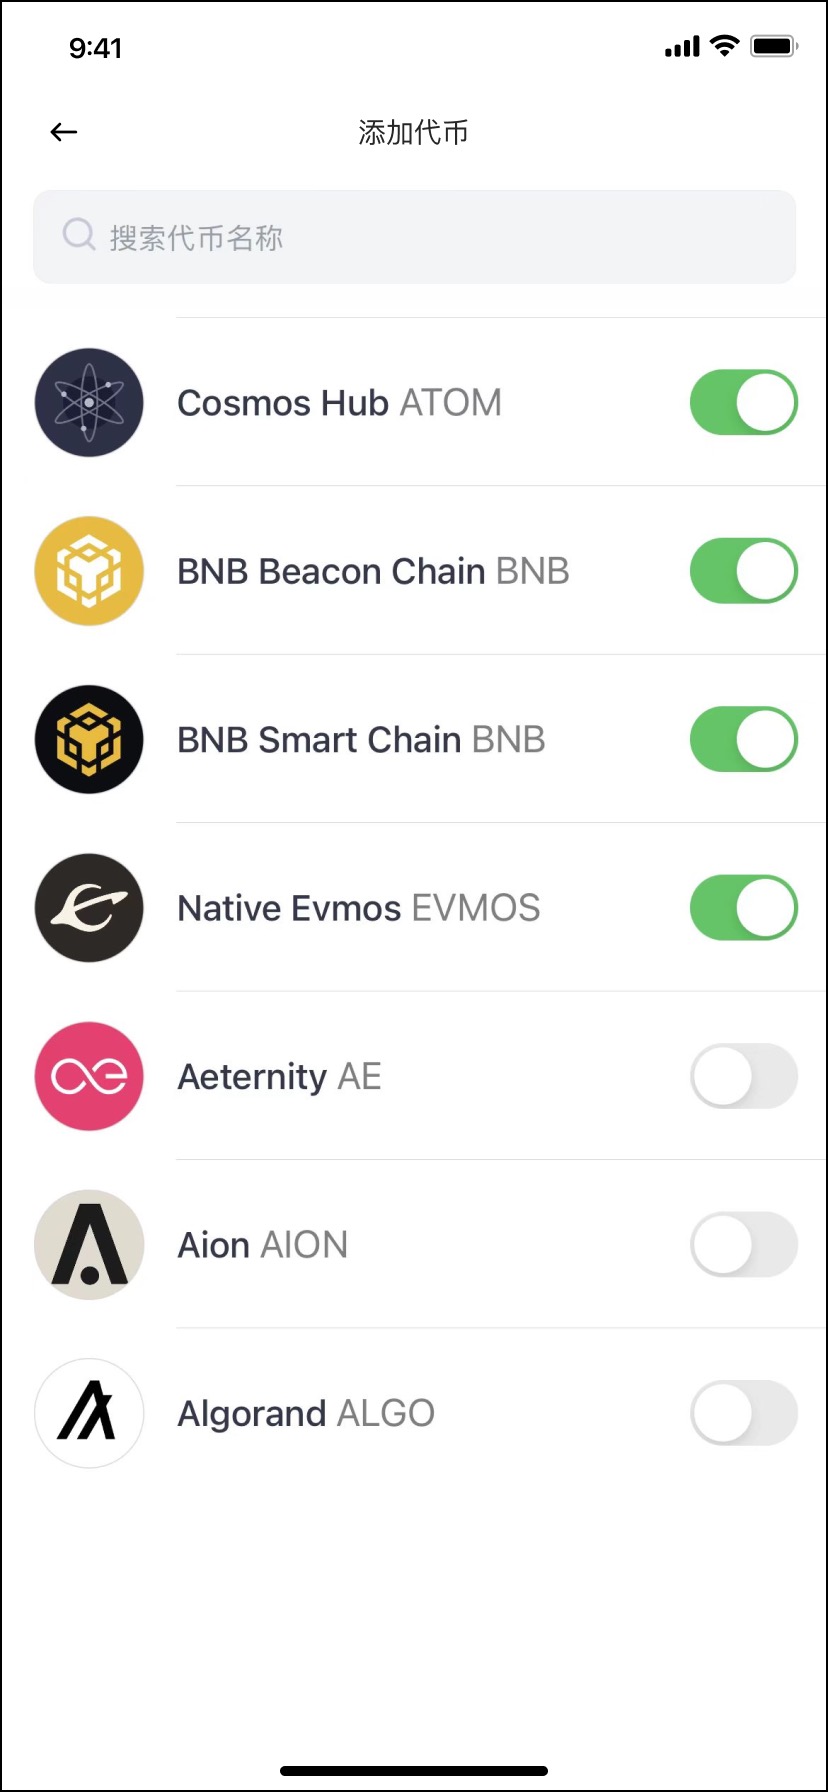 9:41
添加代币
搜索代币名称
Cosmos Hub ATOM
BNB Beacon Chain BNB
BNB Smart Chain BNB
Native Evmos EVMOS
Aeternity AE
Aion AION
Algorand ALGO